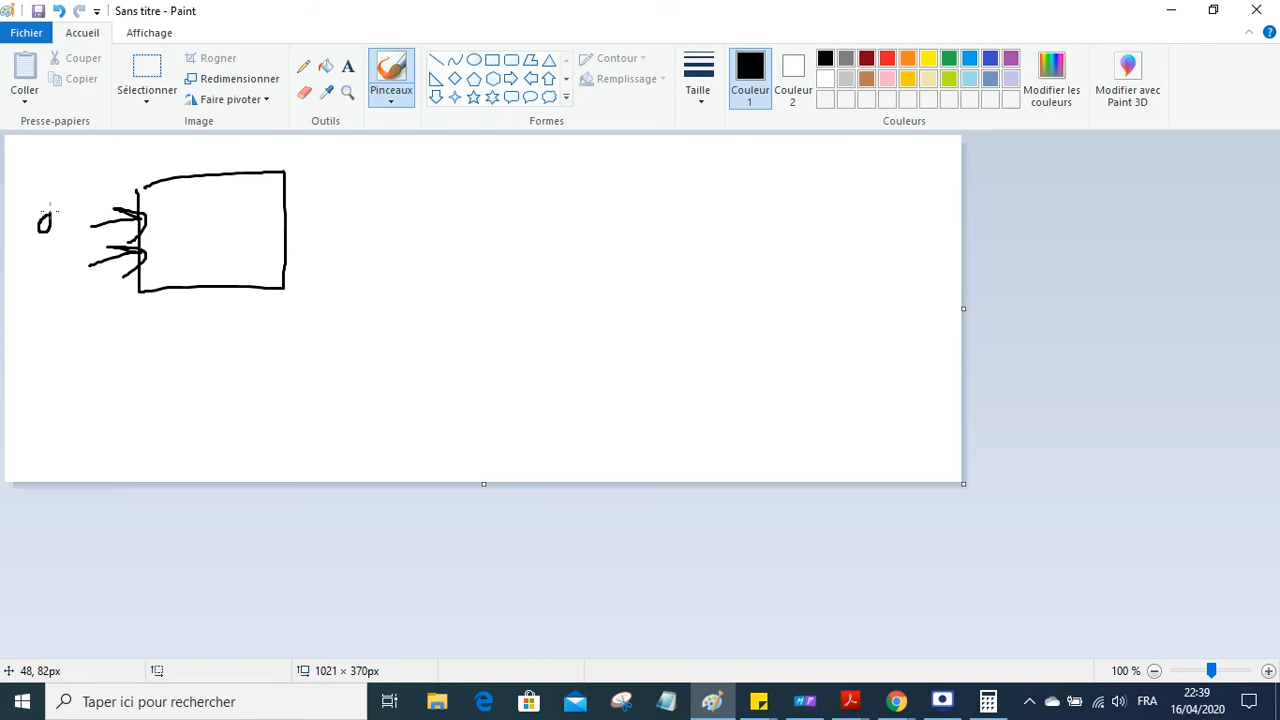 Sans titre - Paint
Fichier Accueil Affichage
Coller
Couper
Copier
Presse-papiers
Sélectionner
Rogner
Redimensionner
Faire pivoter
Image
Outils
Pinceaux
Contour
Remplissage
Formes
Taille
Couleur 1
Couleur 2
Modifier les couleurs
Couleurs
Modifier avec Paint 3D
48, 82px
1021 × 370px
100 %
Taper ici pour rechercher
FRA
22:39
16/04/2020